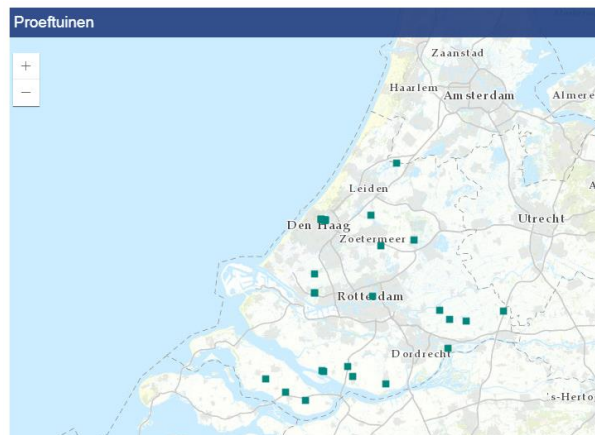 Proeftuinen
+
Zaanstad
−
Haarlem
Amsterdam
Almere
Leiden
Den Haag
Utrecht
Zoetermeer
Rotterdam
Dordrecht
's-Herto